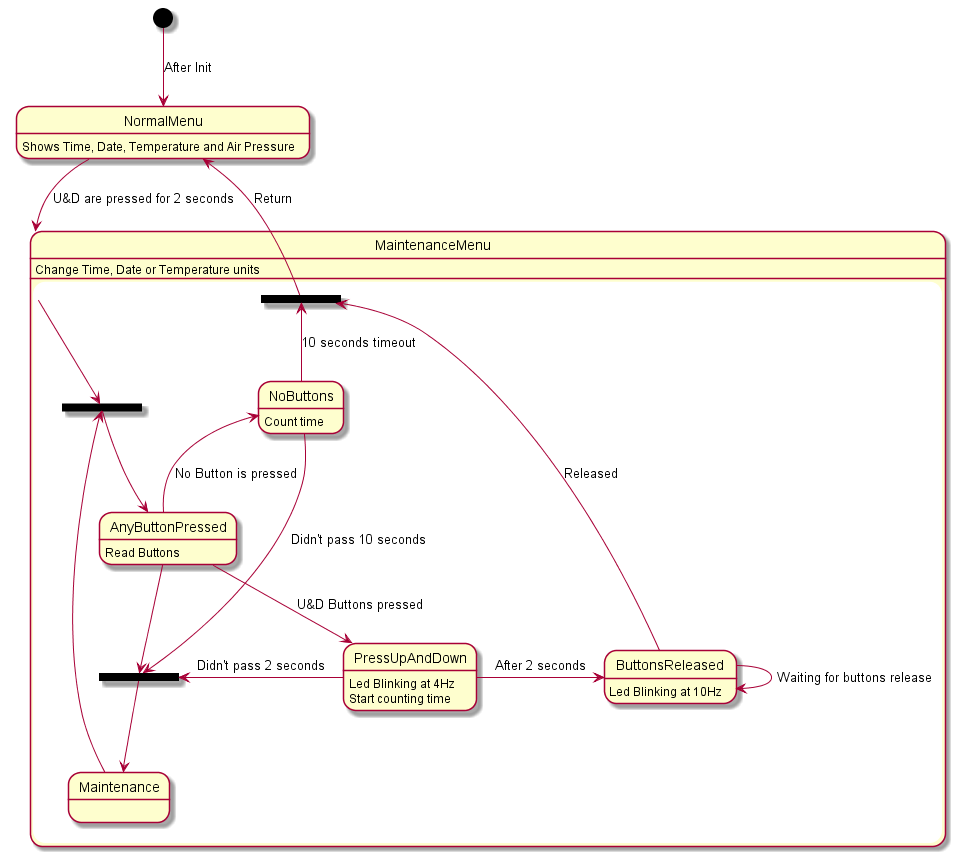 After Init
NormalMenu
Shows Time, Date, Temperature and Air Pressure
U&D are pressed for 2 seconds
Return
MaintenanceMenu
Change Time, Date or Temperature units
10 seconds timeout
NoButtons
Count time
No Button is pressed
Released
AnyButtonPressed
Read Buttons
Didn't pass 10 seconds
U&D Buttons pressed
PressUpAndDown
Led Blinking at 4Hz
Start counting time
Didn't pass 2 seconds
After 2 seconds
ButtonsReleased
Led Blinking at 10Hz
Waiting for buttons release
Maintenance